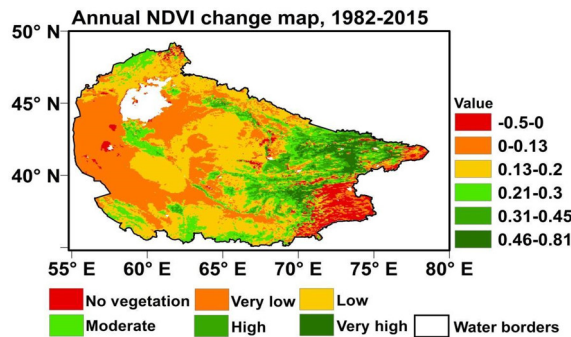 Annual NDVI change map, 1982-2015
50° N
45° N
40° N
55° E 60° E 65° E 70° E 75° E 80° E
Value
-0.5-0
0-0.13
0.13-0.2
0.21-0.3
0.31-0.45
0.46-0.81
No vegetation Very low Low
Moderate High Very high Water borders